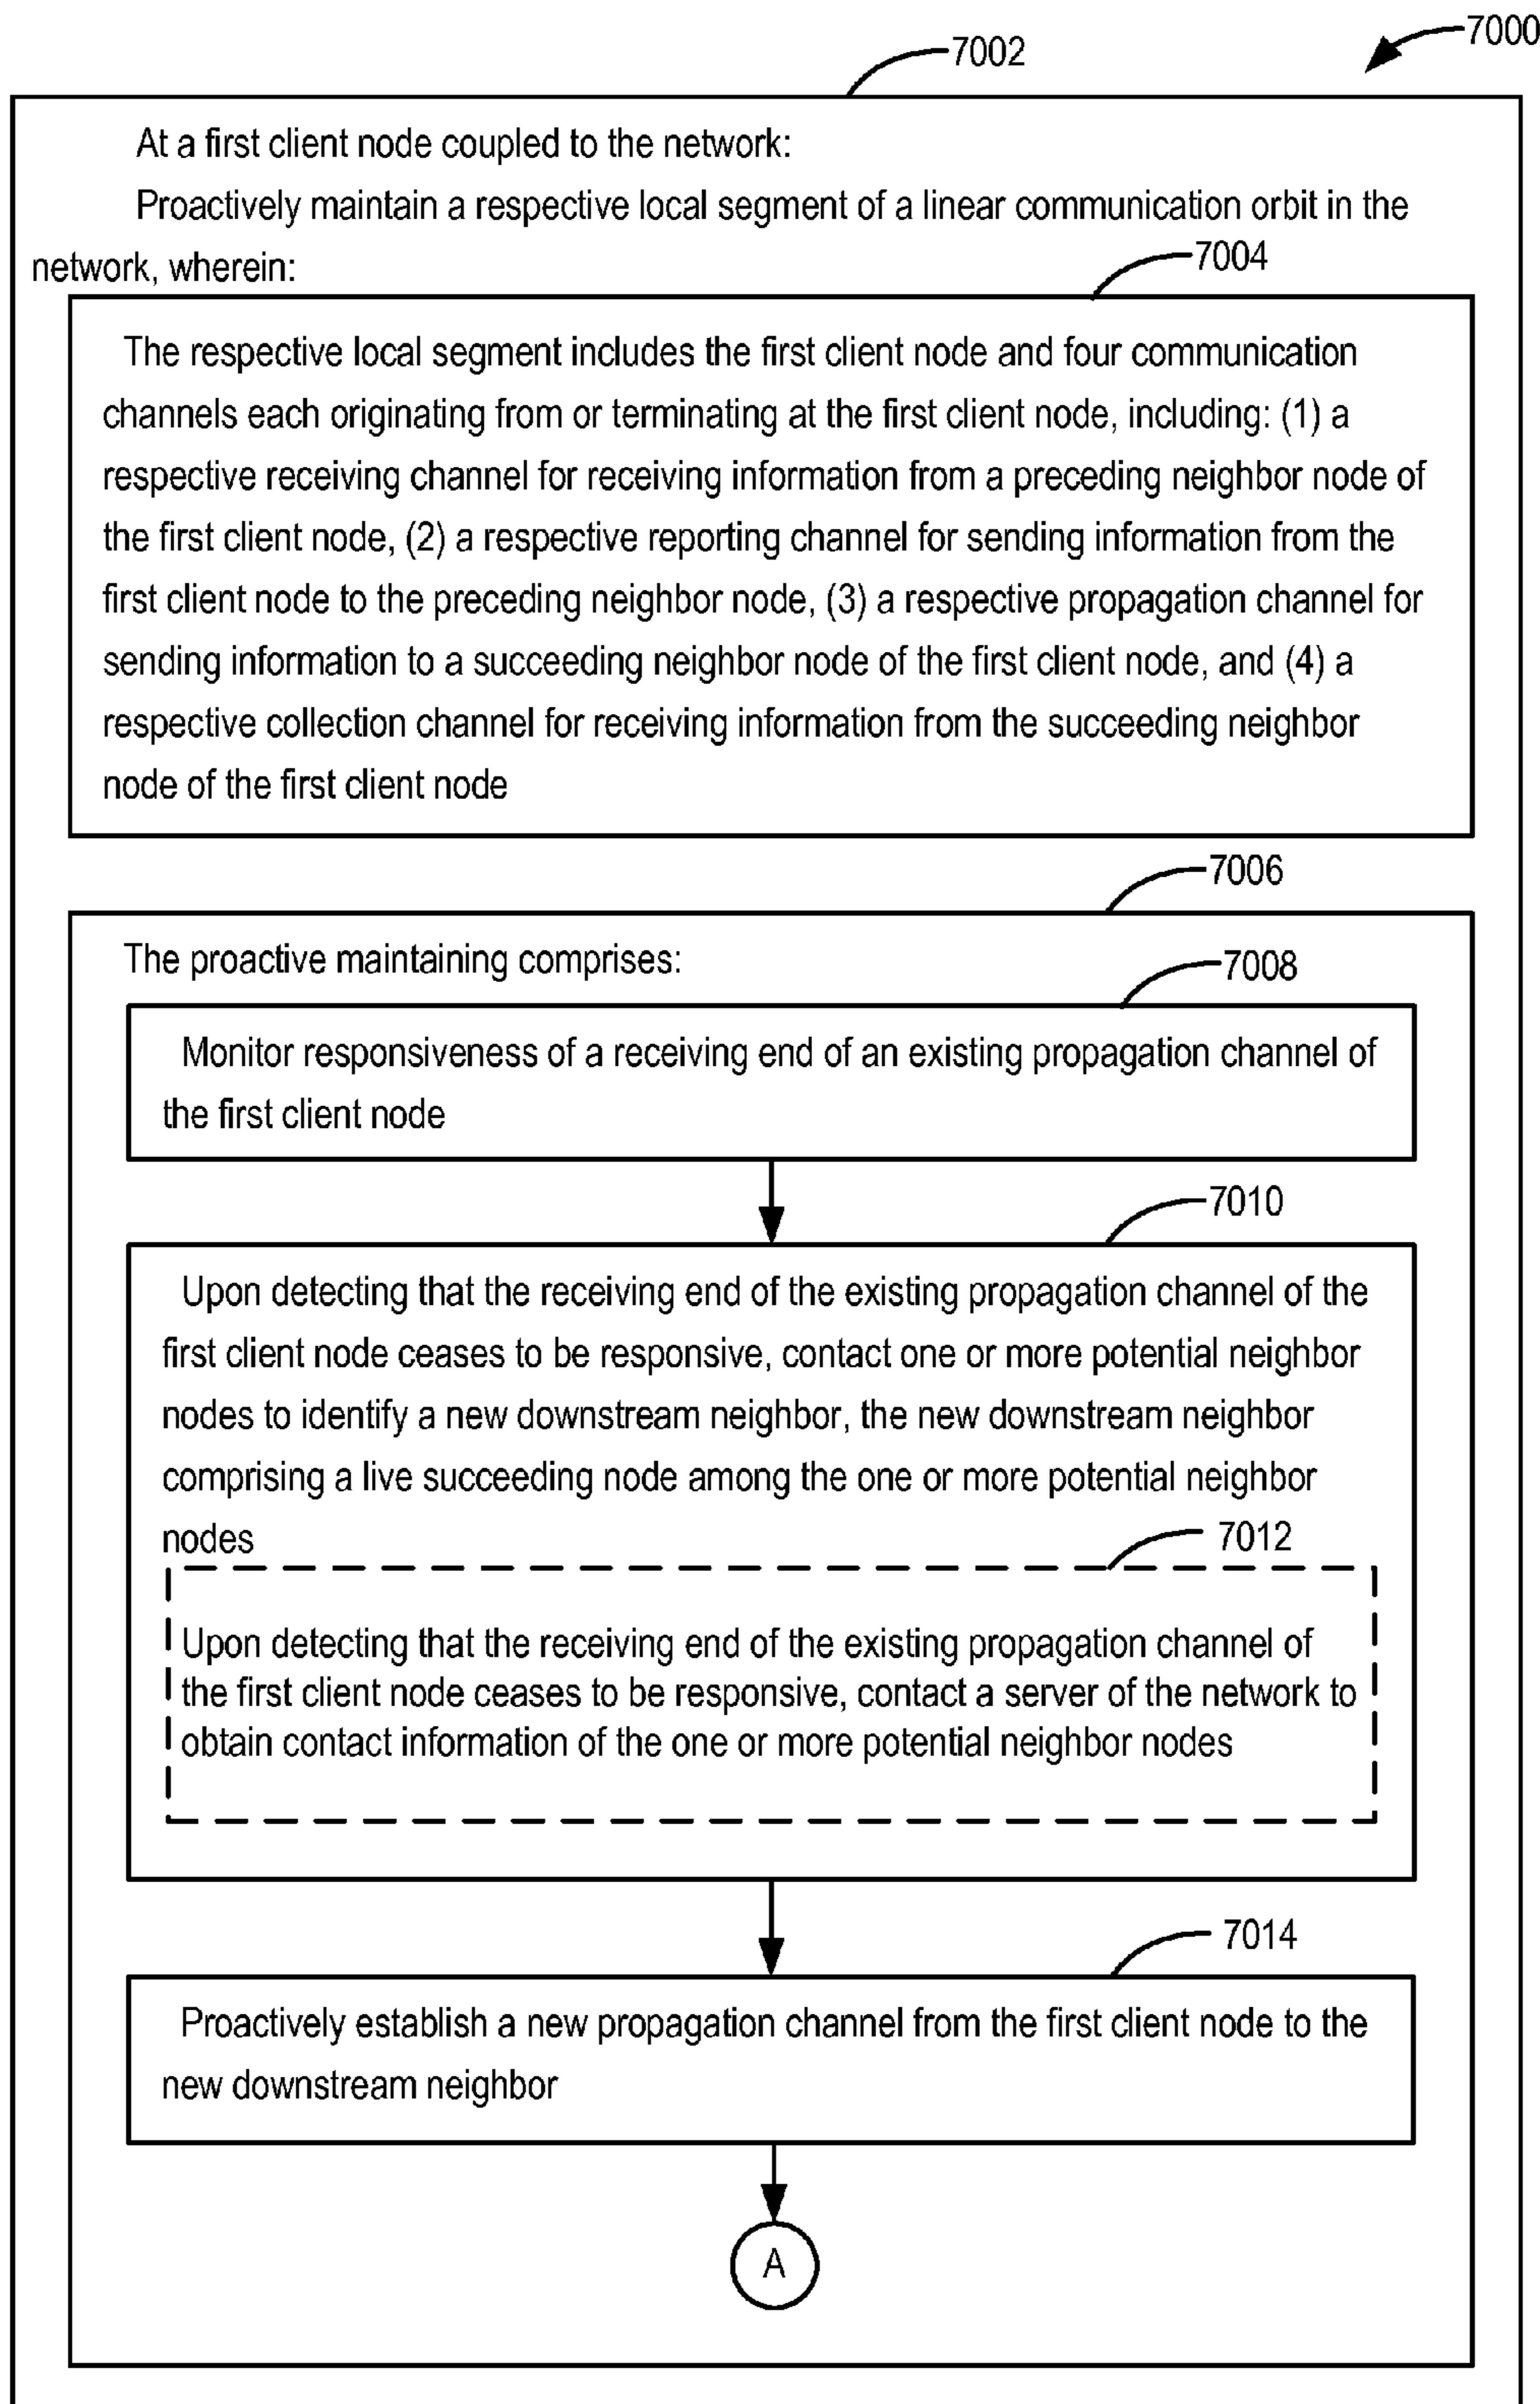 7000
7002
At a first client node coupled to the network:
Proactively maintain a respective local segment of a linear communication orbit in the
network, wherein:
7004
The respective local segment includes the first client node and four communication
channels each originating from or terminating at the first client node, including: (1) a
respective receiving channel for receiving information from a preceding neighbor node of
the first client node, (2) a respective reporting channel for sending information from the
first client node to the preceding neighbor node, (3) a respective propagation channel for
sending information to a succeeding neighbor node of the first client node, and (4) a
respective collection channel for receiving information from the succeeding neighbor
node of the first client node
7006
The proactive maintaining comprises:
7008
Monitor responsiveness of a receiving end of an existing propagation channel of
the first client node
7010
Upon detecting that the receiving end of the existing propagation channel of the
first client node ceases to be responsive, contact one or more potential neighbor
nodes to identify a new downstream neighbor, the new downstream neighbor
comprising a live succeeding node among the one or more potential neighbor
nodes
7012
Upon detecting that the receiving end of the existing propagation channel of
the first client node ceases to be responsive, contact a server of the network to
obtain contact information of the one or more potential neighbor nodes
7014
Proactively establish a new propagation channel from the first client node to the
new downstream neighbor
A